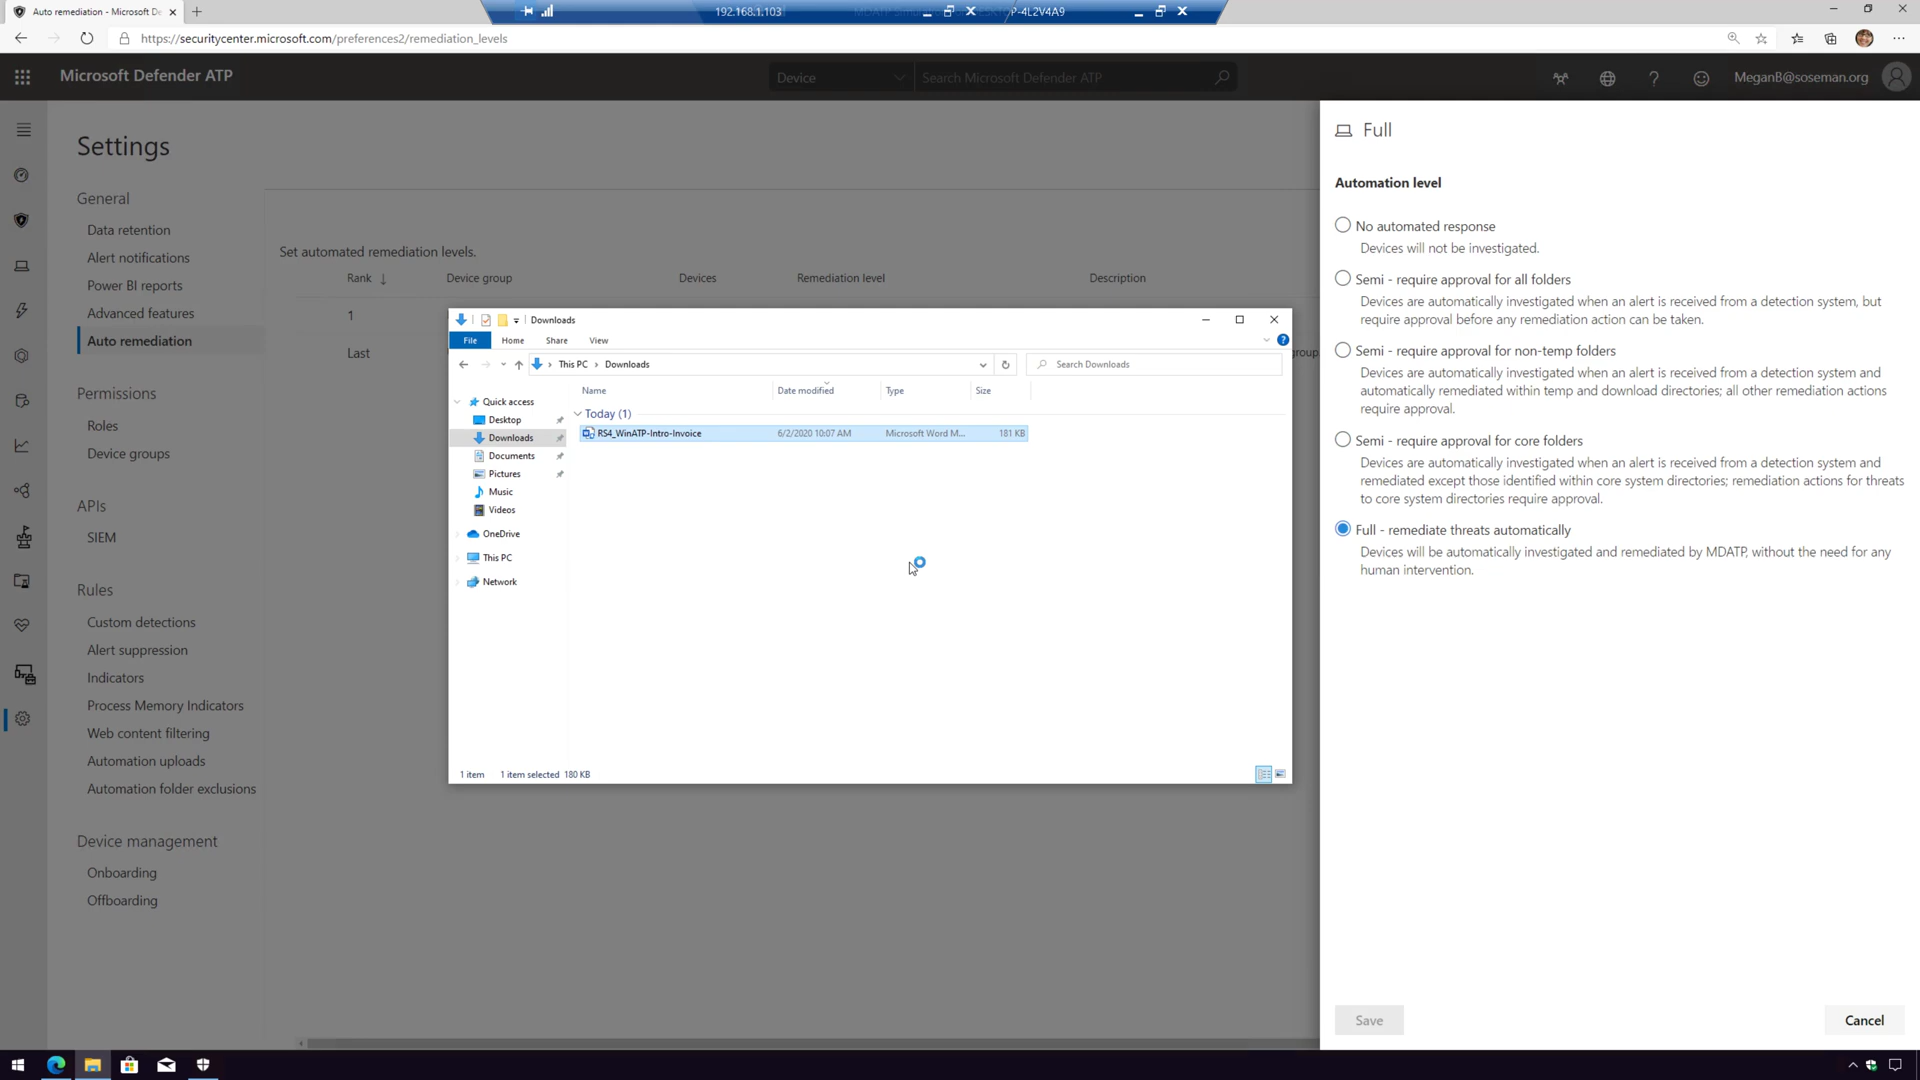 Auto remediation - Microsoft De
192.168.1.103
P-4L2V4A9
https://securitycenter.microsoft.com/preferences2/remediation_levels
Microsoft Defender ATP
Device
Search Microsoft Defender ATP
MeganB@soseman.org
Settings
General
Data retention
Alert notifications
Power BI reports
Advanced features
Auto remediation
Permissions
Roles
Device groups
APIs
SIEM
Rules
Custom detections
Alert suppression
Indicators
Process Memory Indicators
Web content filtering
Automation uploads
Automation folder exclusions
Device management
Onboarding
Offboarding
Set automated remediation levels.
Rank
Device group
Devices
Remediation level
Description
1
Last
group
Downloads
File
Home
Share
View
This PC
Downloads
Search Downloads
Name
Date modified
Type
Size
Quick access
Desktop
Downloads
Documents
Pictures
Music
Videos
OneDrive
This PC
Network
Today (1)
RS4_WinATP-Intro-Invoice
6/2/2020 10:07 AM
Microsoft Word M...
181 KB
1 item
1 item selected 180 KB
Full
Automation level
No automated response
Devices will not be investigated.
Semi - require approval for all folders
Devices are automatically investigated when an alert is received from a detection system, but
require approval before any remediation action can be taken.
Semi - require approval for non-temp folders
Devices are automatically investigated when an alert is received from a detection system and
automatically remediated within temp and download directories; all other remediation actions
require approval.
Semi - require approval for core folders
Devices are automatically investigated when an alert is received from a detection system and
remediated except those identified within core system directories; remediation actions for threats
to core system directories require approval.
Full - remediate threats automatically
Devices will be automatically investigated and remediated by MDATP, without the need for any
human intervention.
Save
Cancel